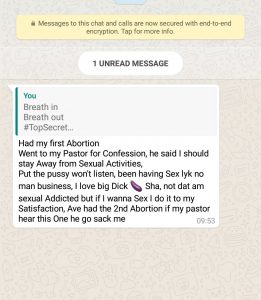 🔒 Messages to this chat and calls are now secured with end-to-end
encryption. Tap for more info.
1 UNREAD MESSAGE
You
Breath in
Breath out
#TopSecret...
Had my first Abortion
Went to my Pastor for Confession, he said I should
stay Away from Sexual Activities,
Put the pussy won't listen, been having Sex lyk no
man business, I love big Dick 🍆 Sha, not dat am
sexual Addicted but if I wanna Sex I do it to my
Satisfaction, Ave had the 2nd Abortion if my pastor
hear this One he go sack me
09:53